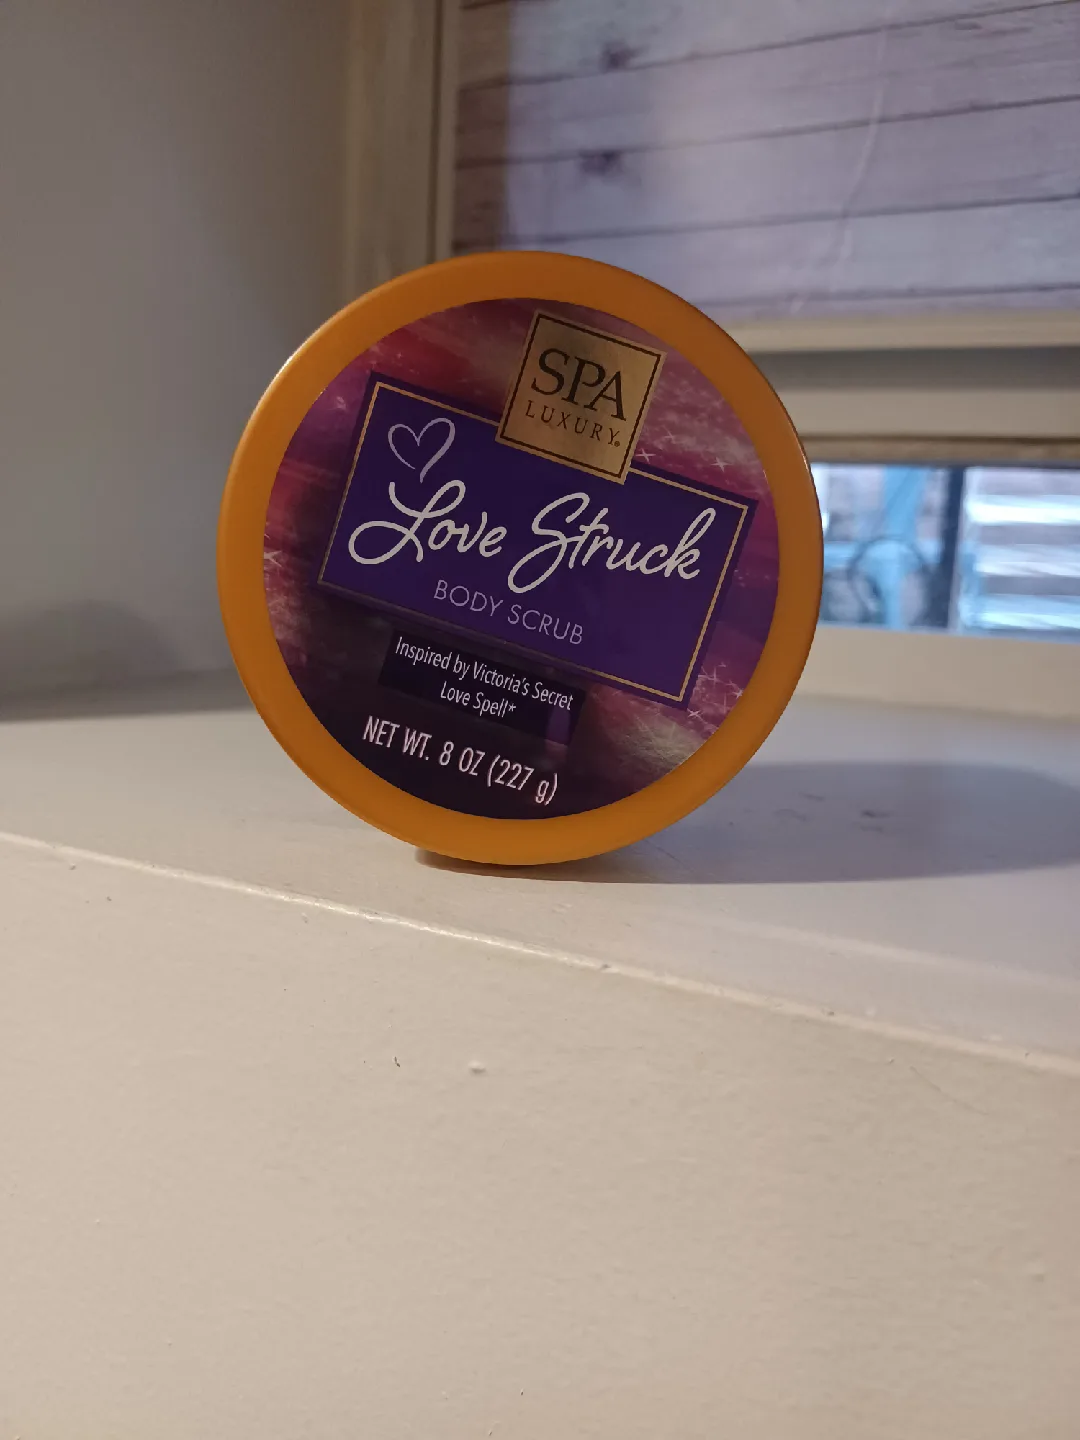 SPA
LUXURY.
Love Struck
BODY SCRUB
Inspired by Victoria's Secret
Love Spell*
NET WT. 8 OZ (227 g)